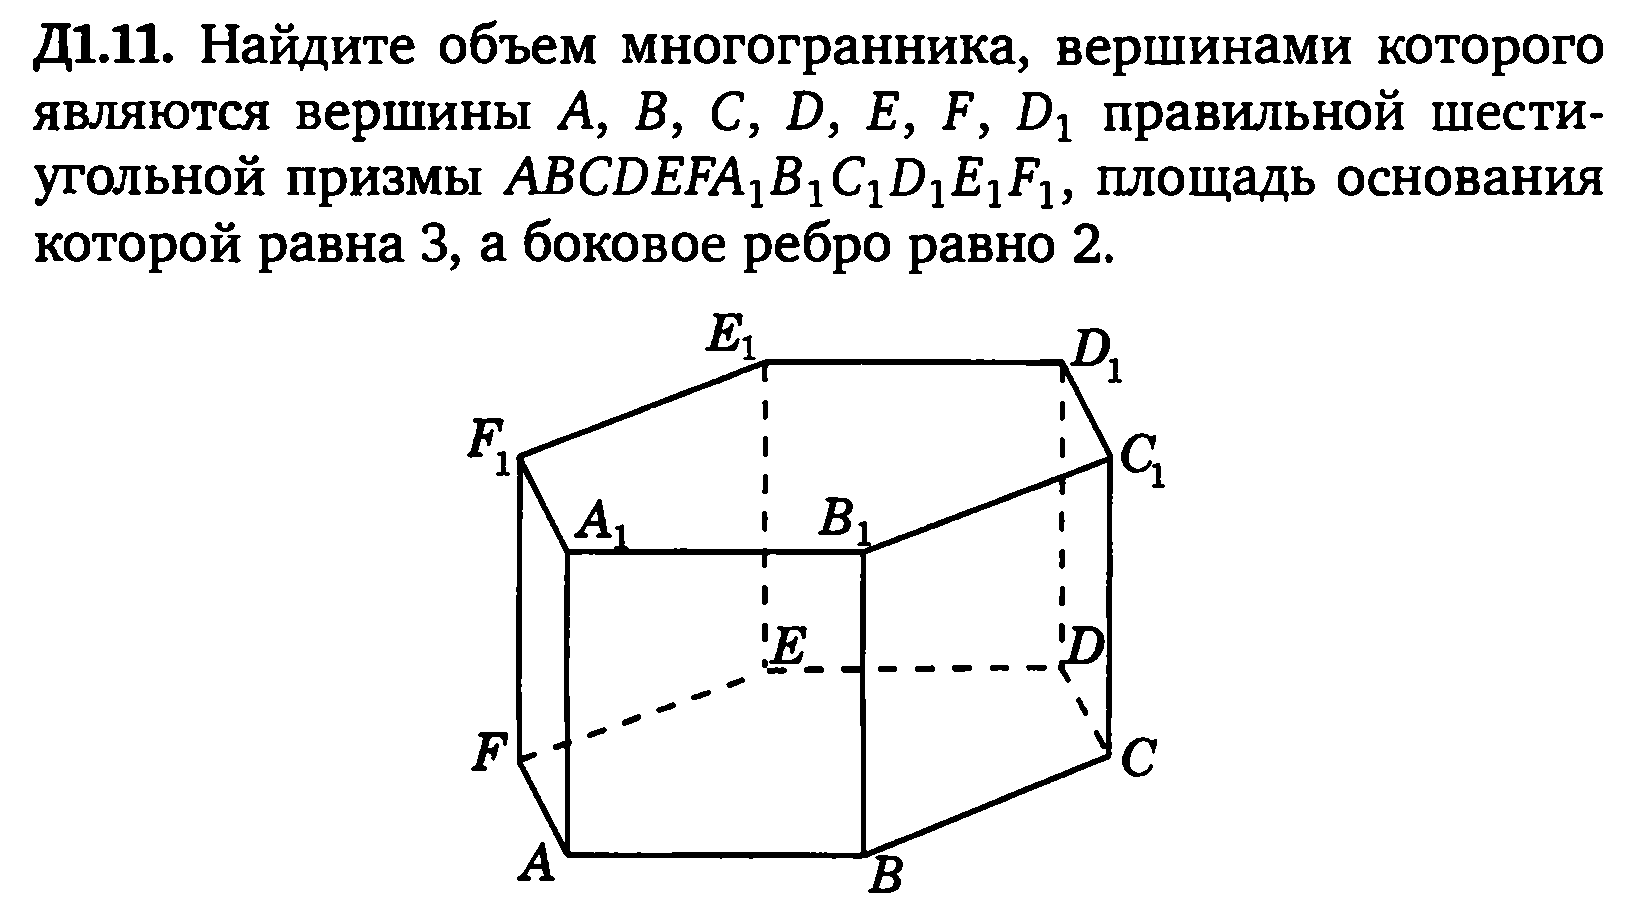 Д1.11. Найдите объем многогранника, вершинами которого
являются вершины A, B, C, D, E, F, D₁ правильной шести-
угольной призмы ABCDEFA₁B₁C₁D₁E₁F₁, площадь основания
которой равна 3, а боковое ребро равно 2.
E₁
D₁
F₁
C₁
A₁
B₁
E
D
F
C
A
B